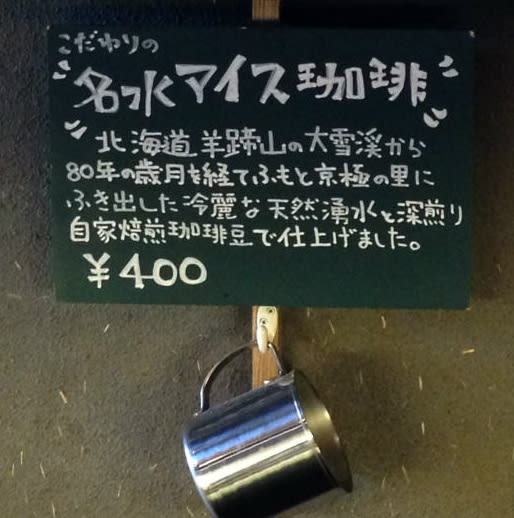 こだわりの
"名水アイス珈琲"
"北海道羊蹄山の大雪渓から
80年の歳月を経てふもと京極の里に
ふき出した冷麗な天然湧水と深煎り
自家焙煎珈琲豆で仕上げました。
¥400